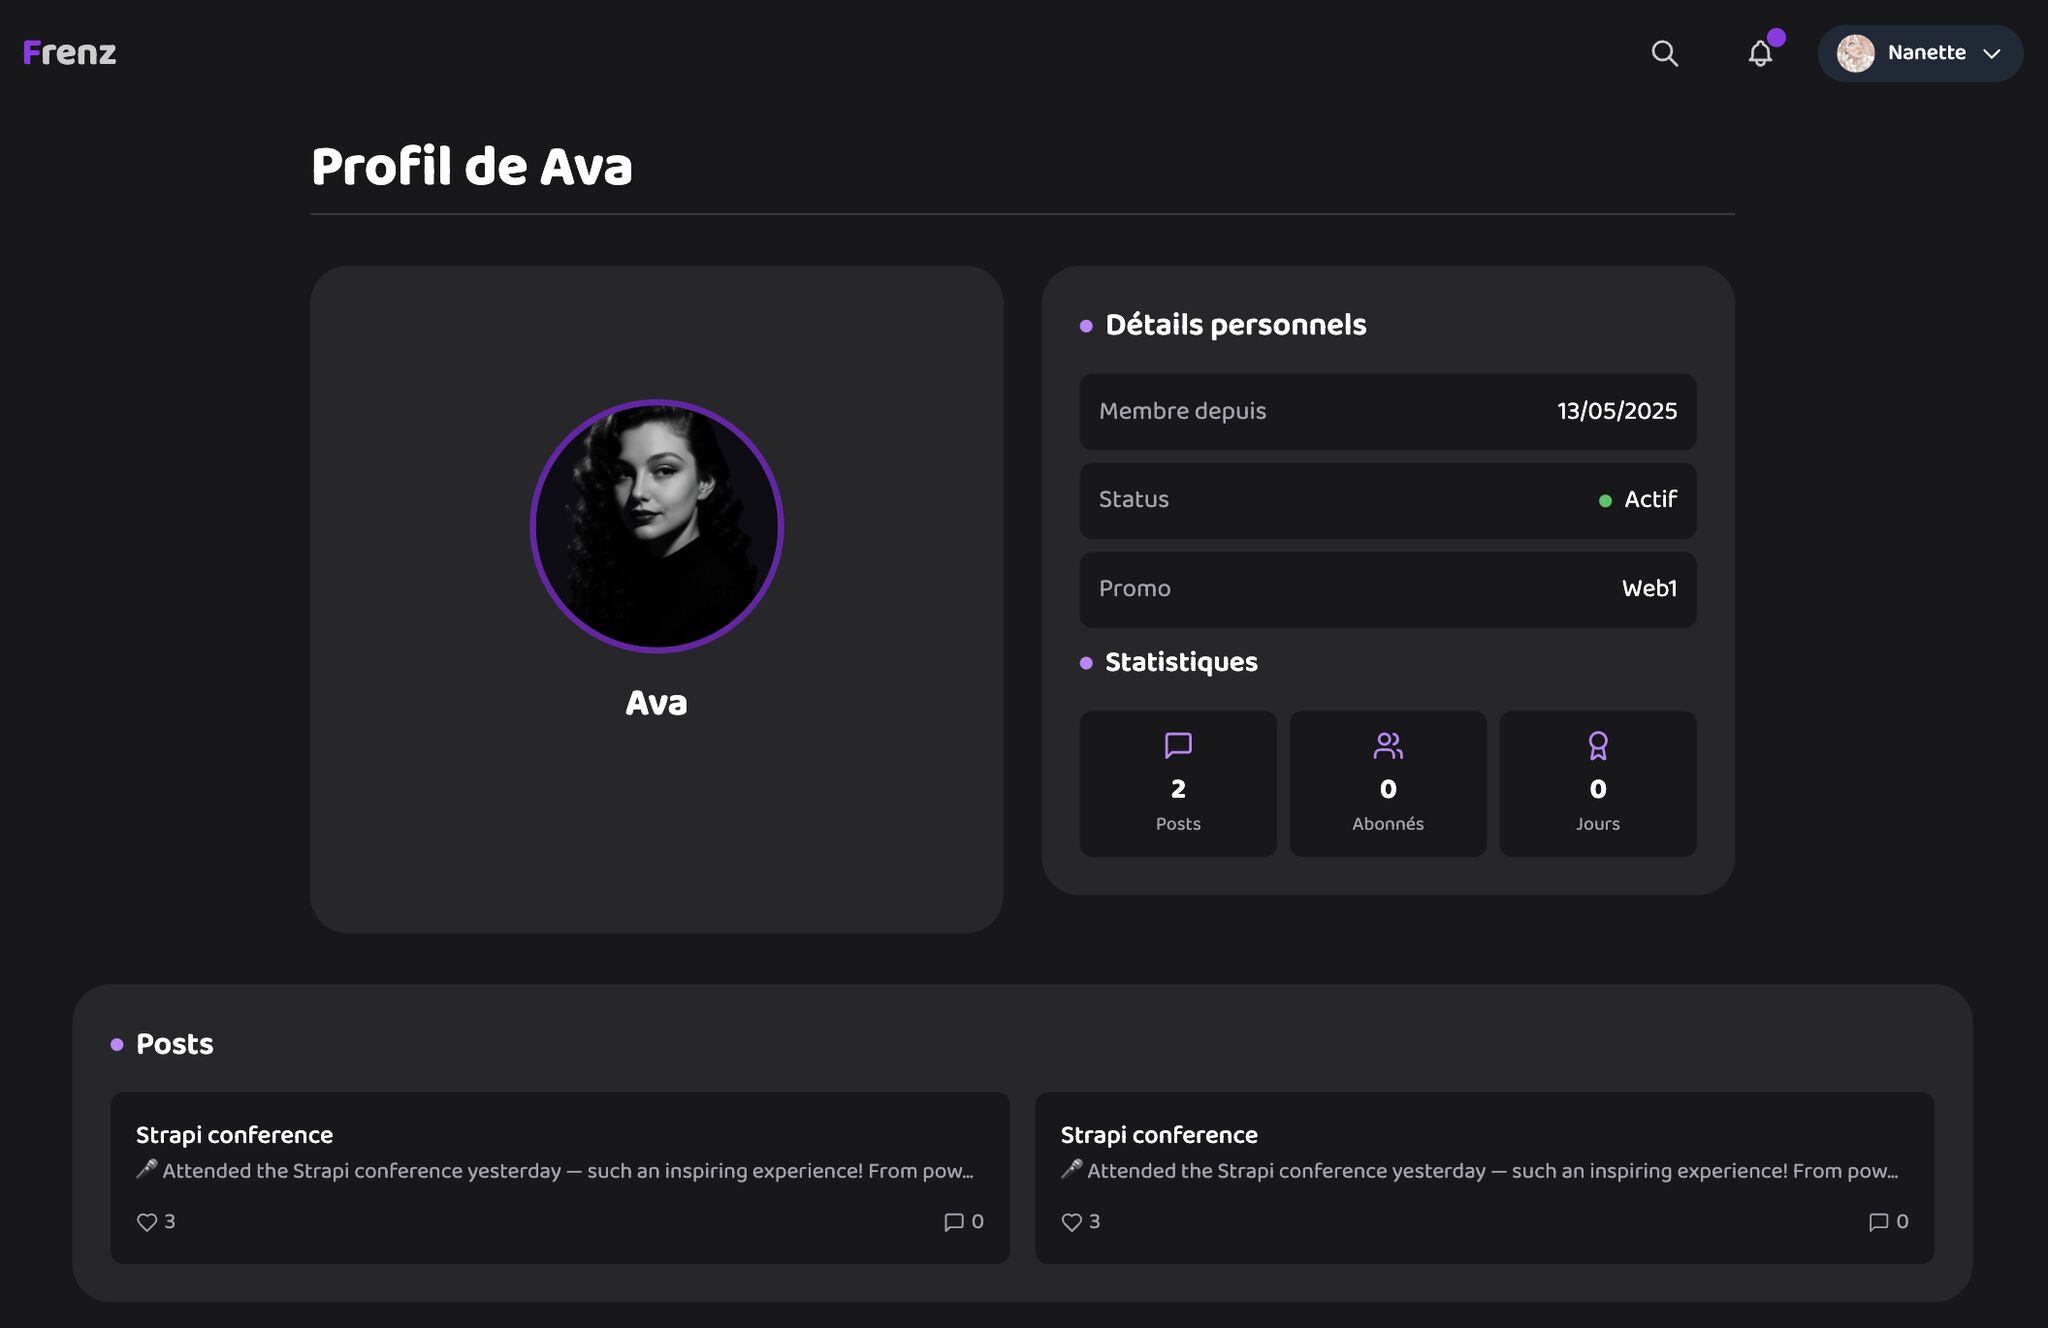 Frenz
Nanette
Profil de Ava
Ava
Détails personnels
Membre depuis 13/05/2025
Status Actif
Promo Web1
Statistiques
2 0 0
Posts Abonnés Jours
Posts
Strapi conference
🎤 Attended the Strapi conference yesterday — such an inspiring experience! From pow...
3 0
Strapi conference
🎤 Attended the Strapi conference yesterday — such an inspiring experience! From pow...
3 0